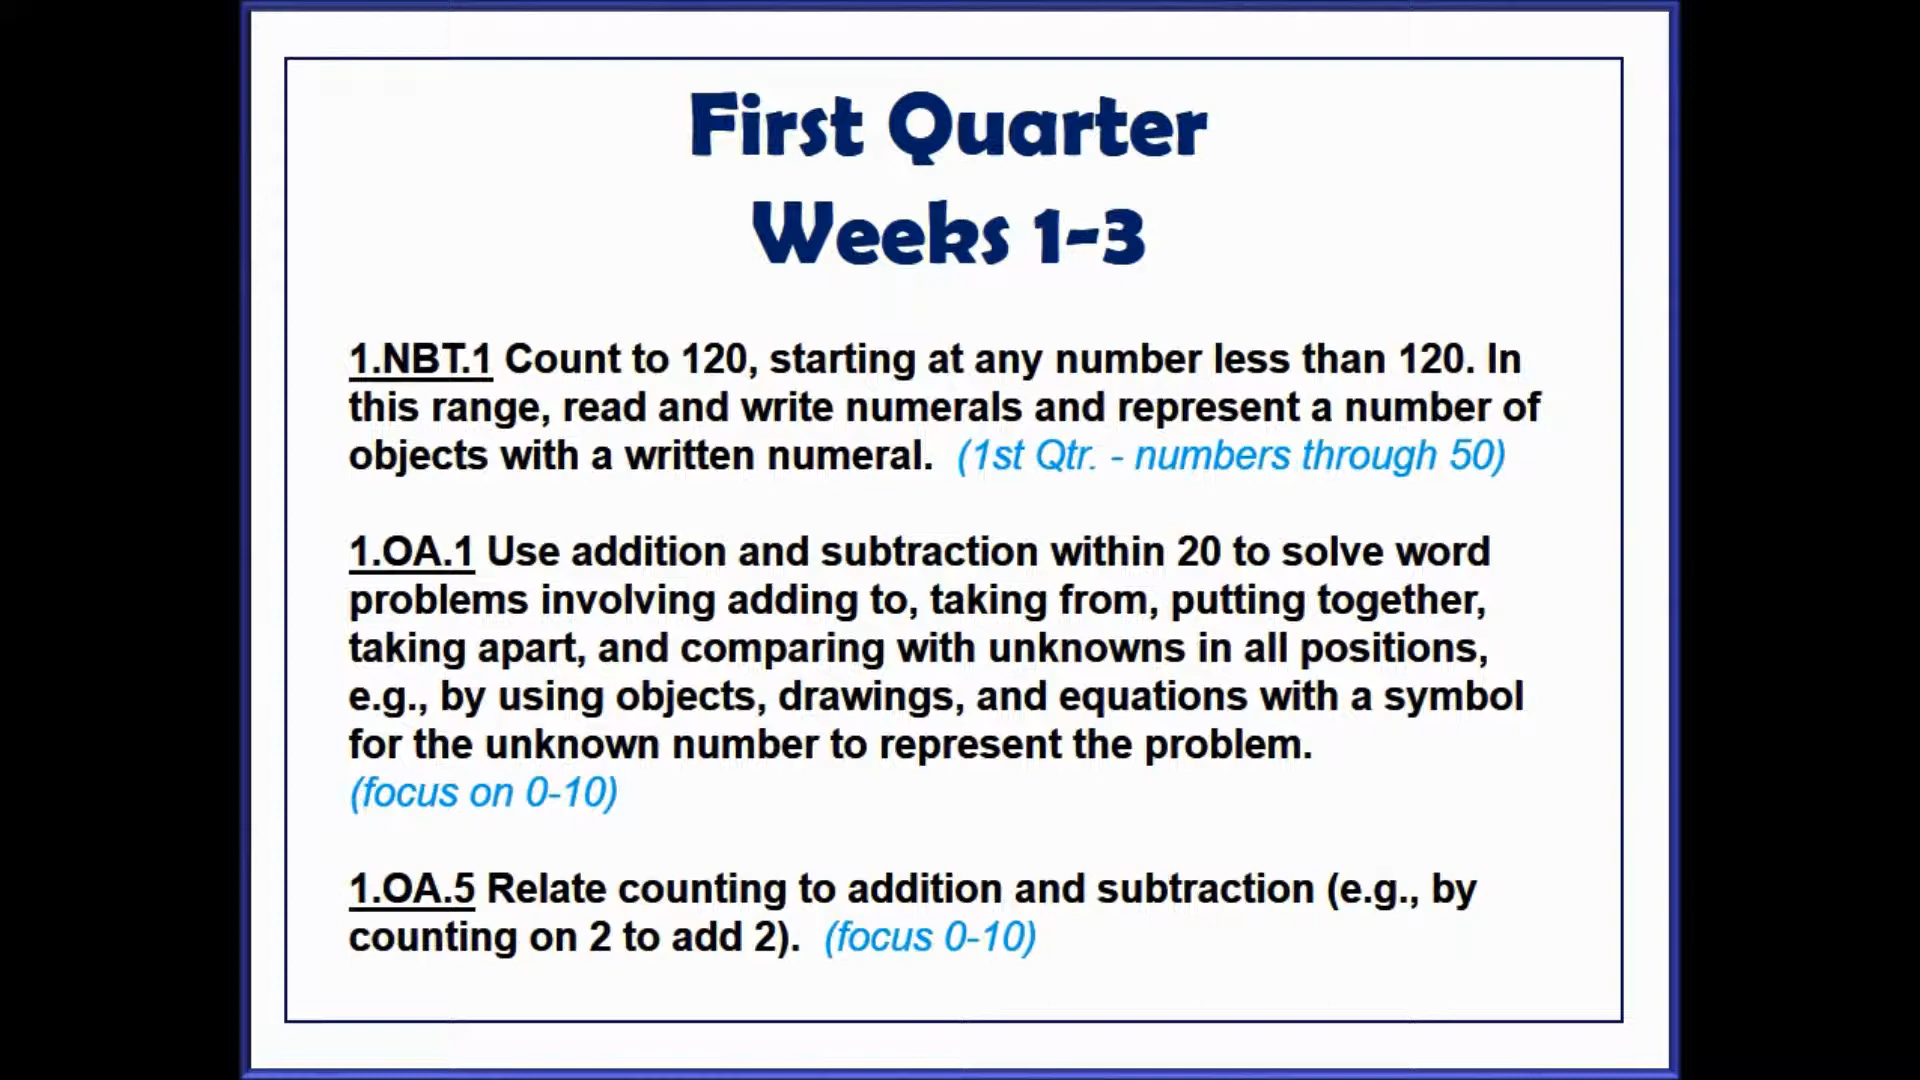 First Quarter
Weeks 1-3
1.NBT.1 Count to 120, starting at any number less than 120. In
this range, read and write numerals and represent a number of
objects with a written numeral. (1st Qtr. - numbers through 50)
1.OA.1 Use addition and subtraction within 20 to solve word
problems involving adding to, taking from, putting together,
taking apart, and comparing with unknowns in all positions,
e.g., by using objects, drawings, and equations with a symbol
for the unknown number to represent the problem.
(focus on 0-10)
1.OA.5 Relate counting to addition and subtraction (e.g., by
counting on 2 to add 2). (focus 0-10)